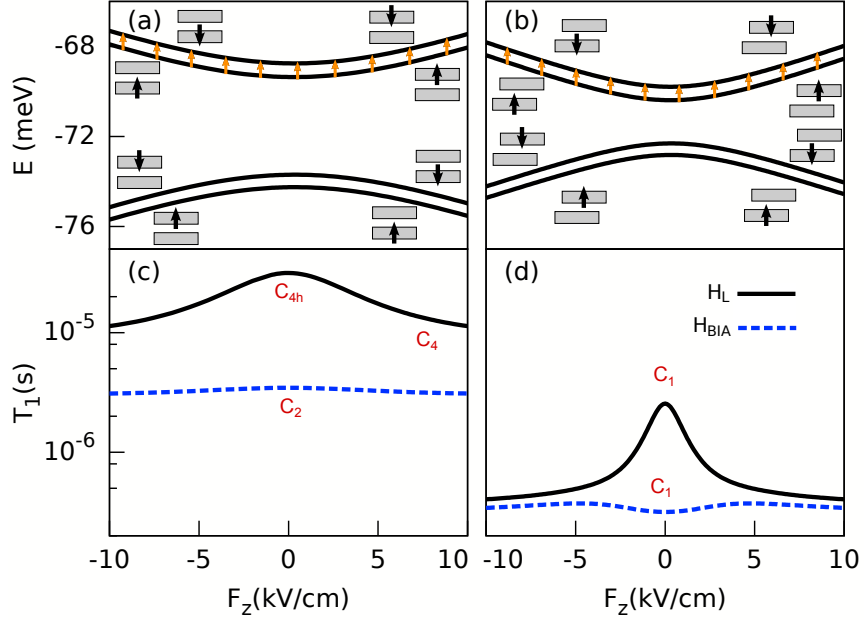 (a)
(b)
-68
-72
-76
E (meV)
(c)
(d)
C4h
C4
C2
HL
HBIA
C1
C1
10-5
10-6
T1(s)
-10 -5 0 5 10
-10 -5 0 5 10
Fz(kV/cm)
Fz(kV/cm)